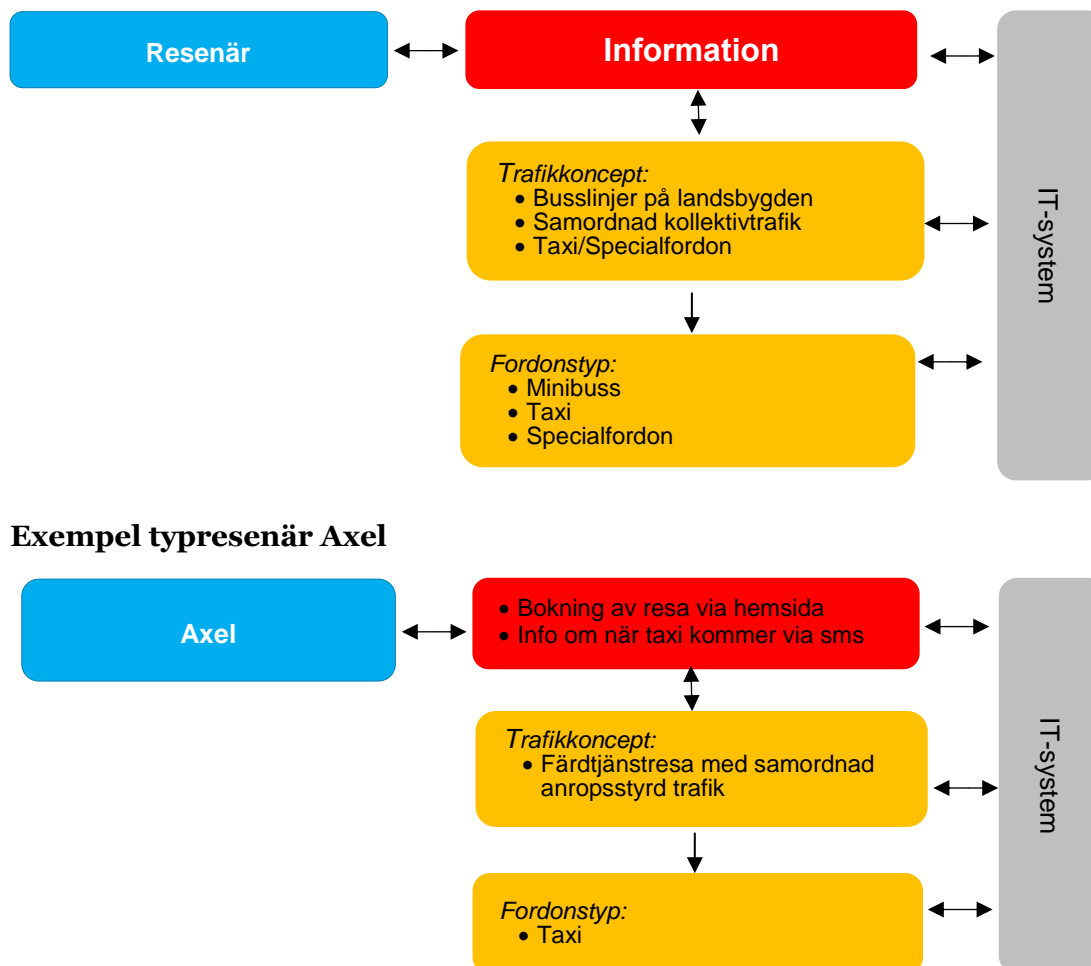 Resenär
Information
Trafikkoncept:
• Busslinjer på landsbygden
• Samordnad kollektivtrafik
• Taxi/Specialfordon
IT-system
Fordonstyp:
• Minibuss
• Taxi
• Specialfordon
Exempel typresenär Axel
Axel
• Bokning av resa via hemsida
• Info om när taxi kommer via sms
Trafikkoncept:
• Färdtjänstresa med samordnad
anropsstyrd trafik
IT-system
Fordonstyp:
• Taxi